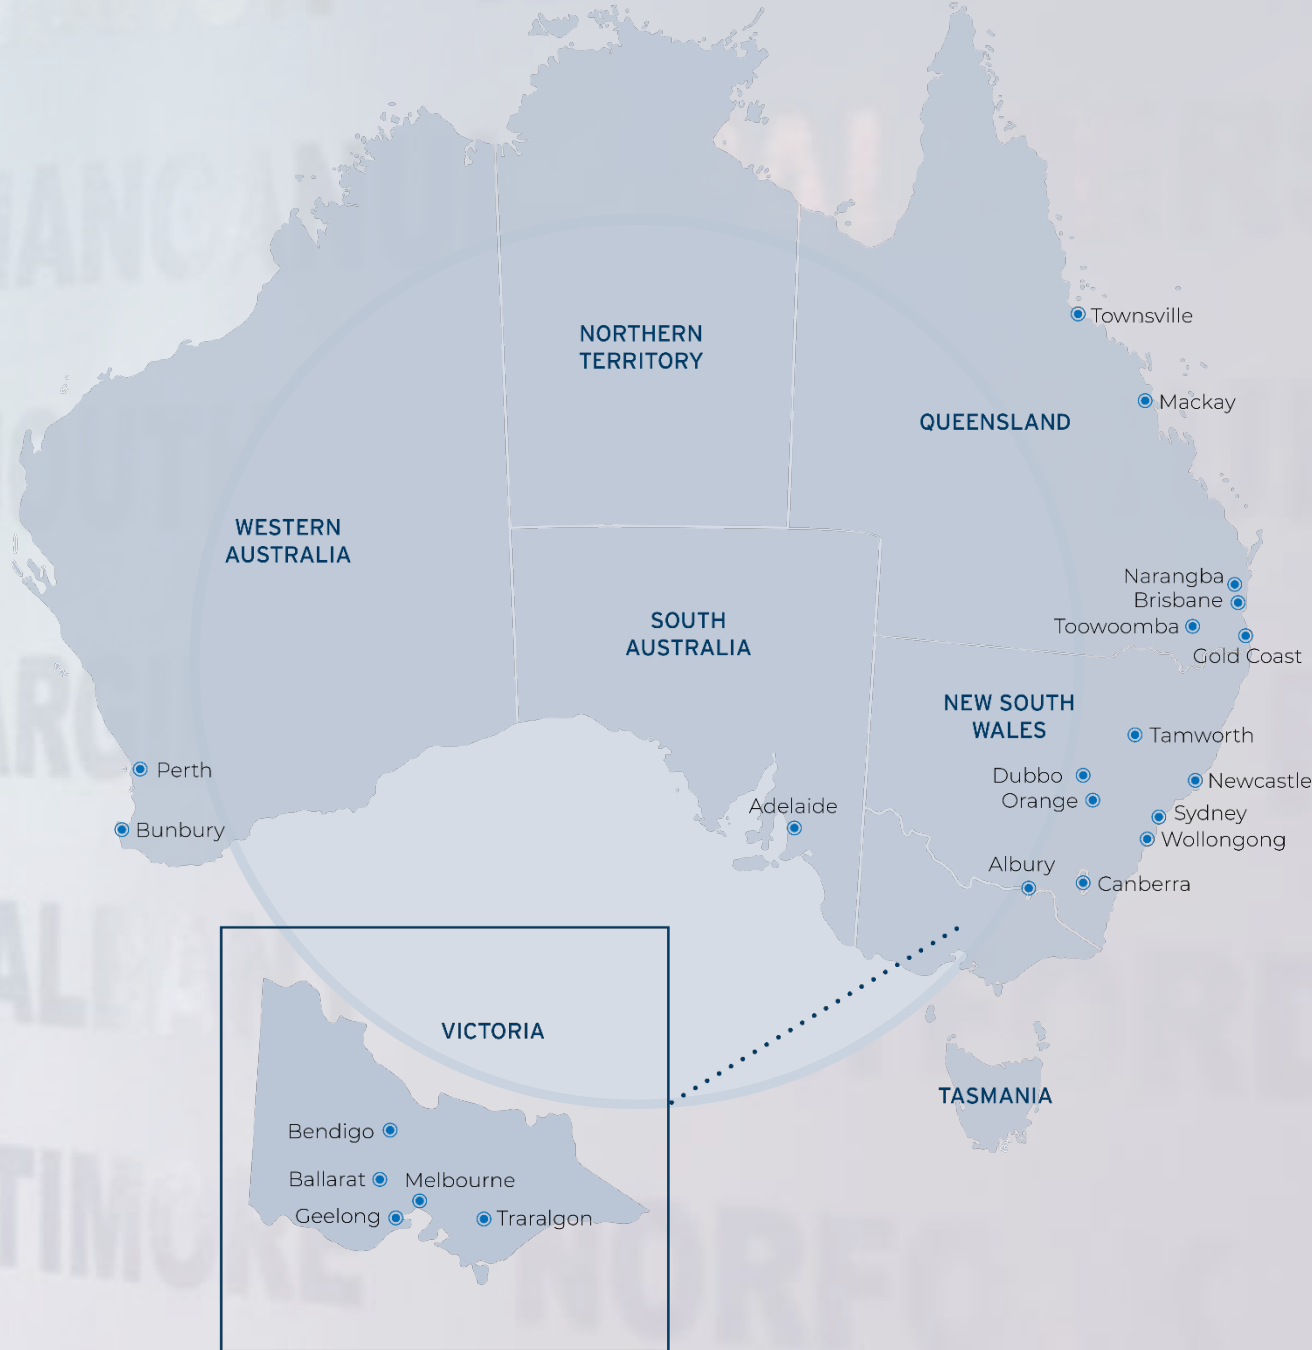 NORTHERN
TERRITORY
Townsville
Mackay
QUEENSLAND
WESTERN
AUSTRALIA
SOUTH
AUSTRALIA
Narangba
Brisbane
Toowoomba
Gold Coast
NEW SOUTH
WALES
Tamworth
Dubbo
Newcastle
Orange
Sydney
Wollongong
Perth
Bunbury
Adelaide
Albury
Canberra
VICTORIA
TASMANIA
Bendigo
Ballarat
Melbourne
Geelong
Traralgon